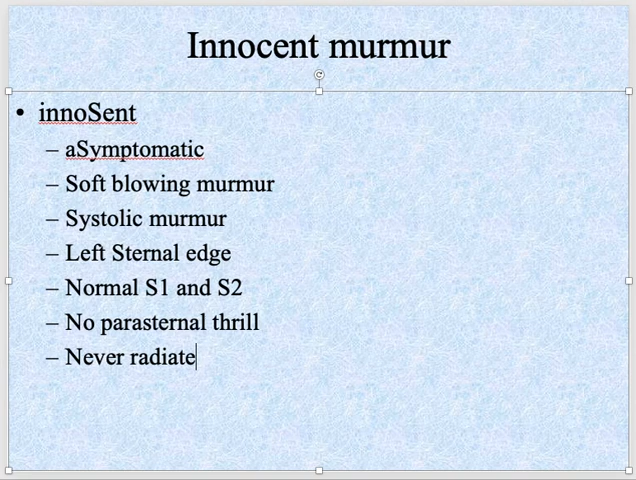 Innocent murmur
• innoSent
– aSymptomatic
– Soft blowing murmur
– Systolic murmur
– Left Sternal edge
– Normal S1 and S2
– No parasternal thrill
– Never radiate